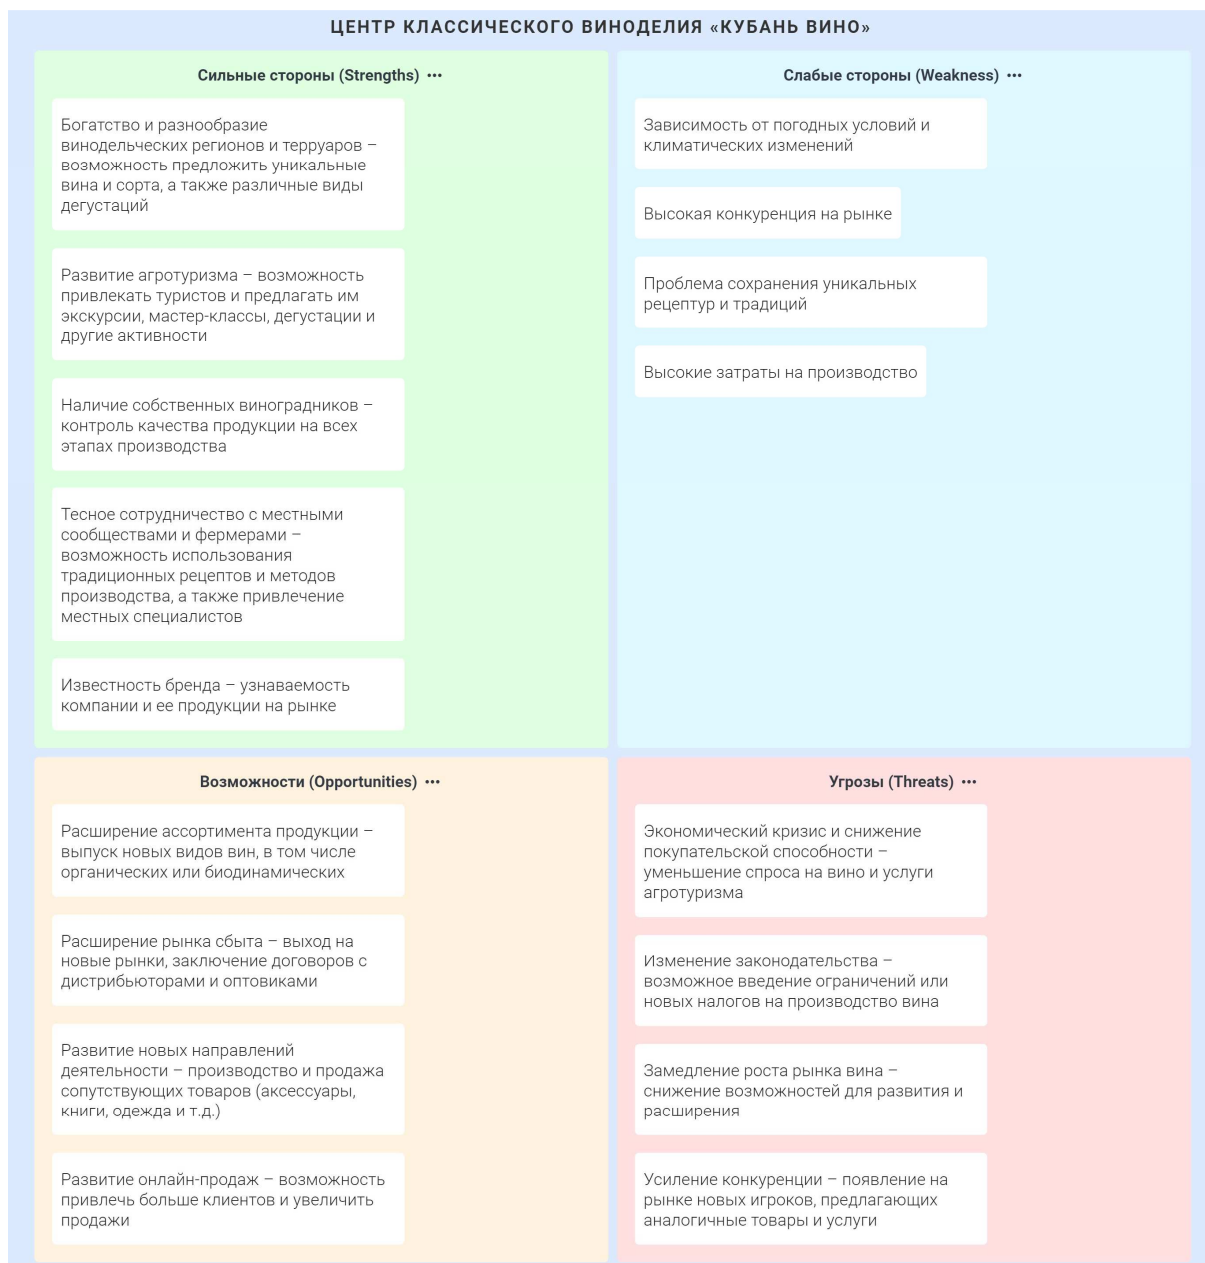 ЦЕНТР КЛАССИЧЕСКОГО ВИНОДЕЛИЯ «КУБАНЬ ВИНО»
Сильные стороны (Strengths) •••
Богатство и разнообразие
винодельческих регионов и терруаров –
возможность предложить уникальные
вина и сорта, а также различные виды
дегустаций
Развитие агротуризма – возможность
привлекать туристов и предлагать им
экскурсии, мастер-классы, дегустации и
другие активности
Наличие собственных виноградников –
контроль качества продукции на всех
этапах производства
Тесное сотрудничество с местными
сообществами и фермерами –
возможность использования
традиционных рецептов и методов
производства, а также привлечение
местных специалистов
Известность бренда – узнаваемость
компании и ее продукции на рынке
Слабые стороны (Weakness) •••
Зависимость от погодных условий и
климатических изменений
Высокая конкуренция на рынке
Проблема сохранения уникальных
рецептур и традиций
Высокие затраты на производство
Возможности (Opportunities) •••
Расширение ассортимента продукции –
выпуск новых видов вин, в том числе
органических или биодинамических
Расширение рынка сбыта – выход на
новые рынки, заключение договоров с
дистрибьюторами и оптовиками
Развитие новых направлений
деятельности – производство и продажа
сопутствующих товаров (аксессуары,
книги, одежда и т.д.)
Развитие онлайн-продаж – возможность
привлечь больше клиентов и увеличить
продажи
Угрозы (Threats) •••
Экономический кризис и снижение
покупательской способности –
уменьшение спроса на вино и услуги
агротуризма
Изменение законодательства –
возможное введение ограничений или
новых налогов на производство вина
Замедление роста рынка вина –
снижение возможностей для развития и
расширения
Усиление конкуренции – появление на
рынке новых игроков, предлагающих
аналогичные товары и услуги